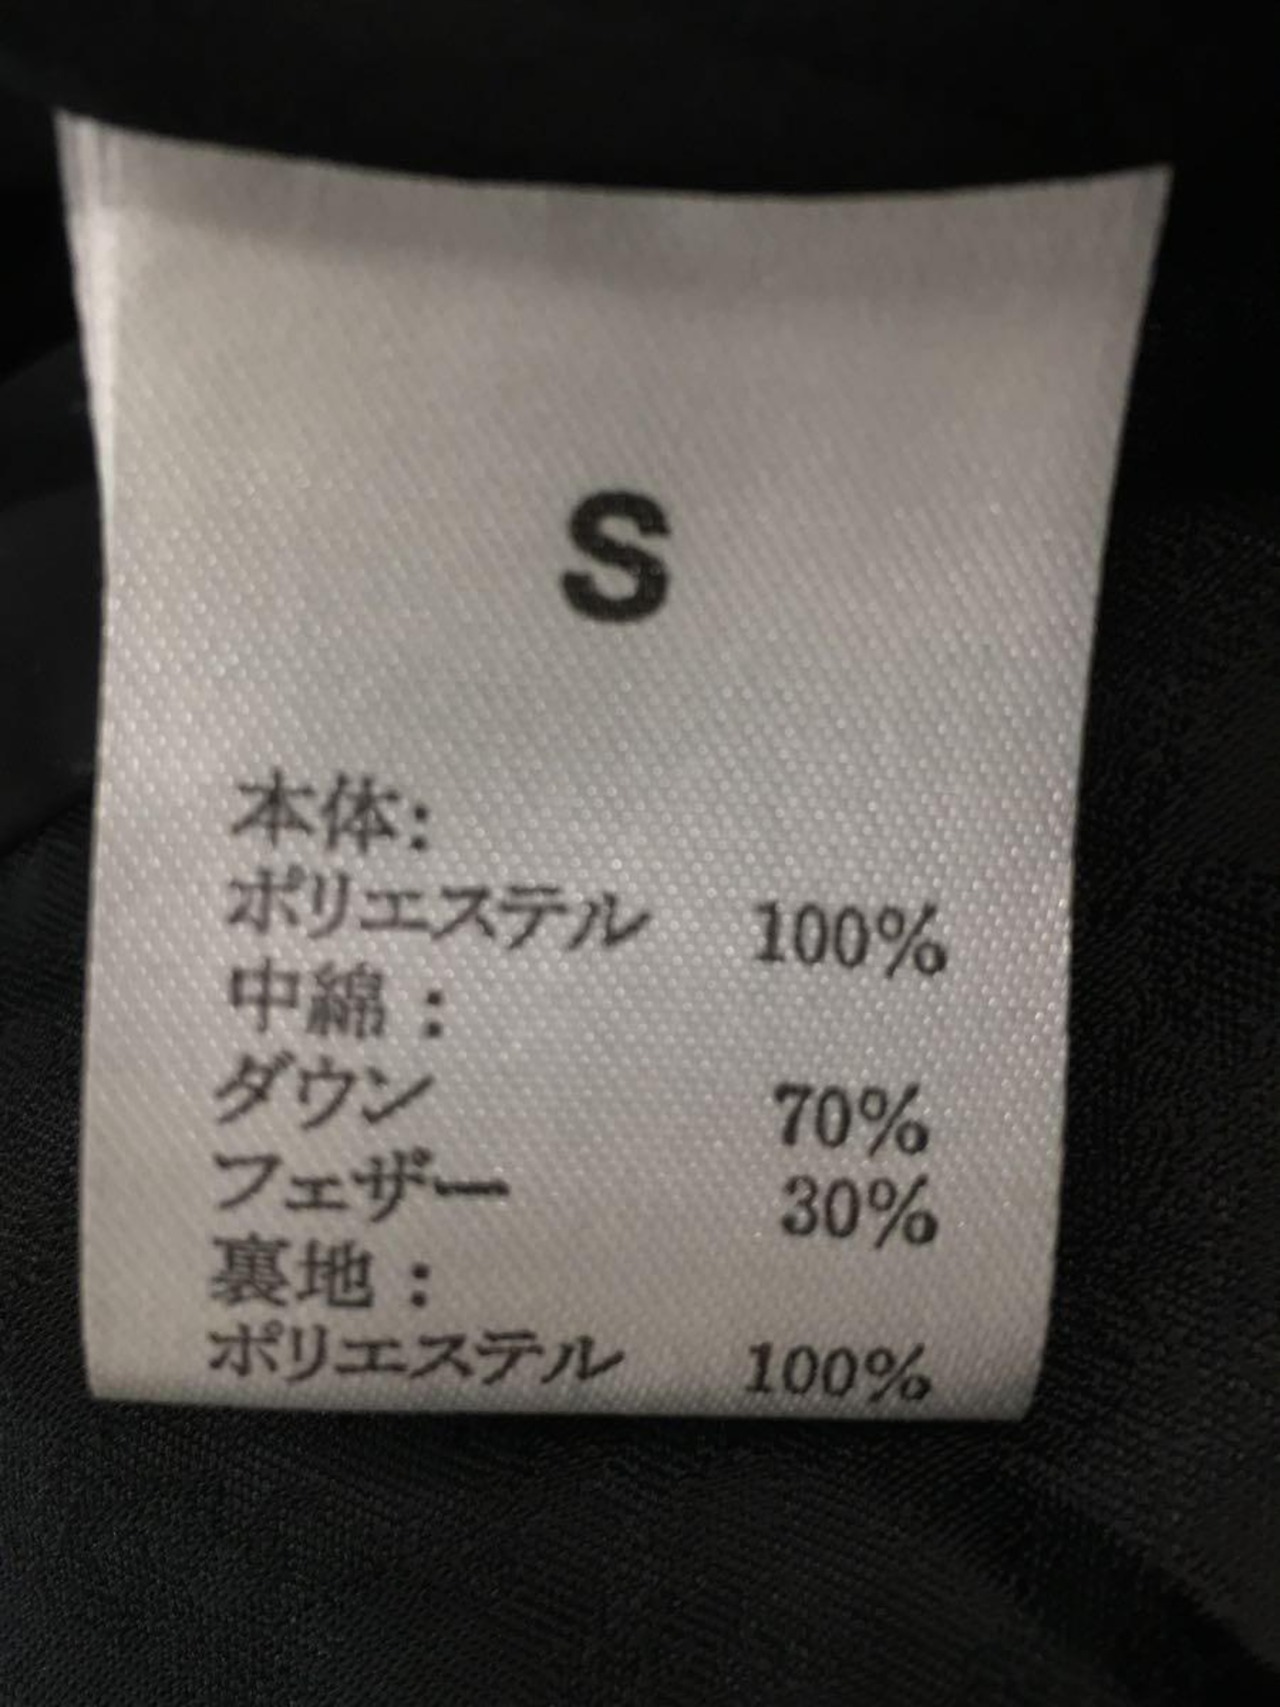 S
本体:
ポリエステル 100%
中綿:
ダウン 70%
フェザー 30%
裏地:
ポリエステル 100%